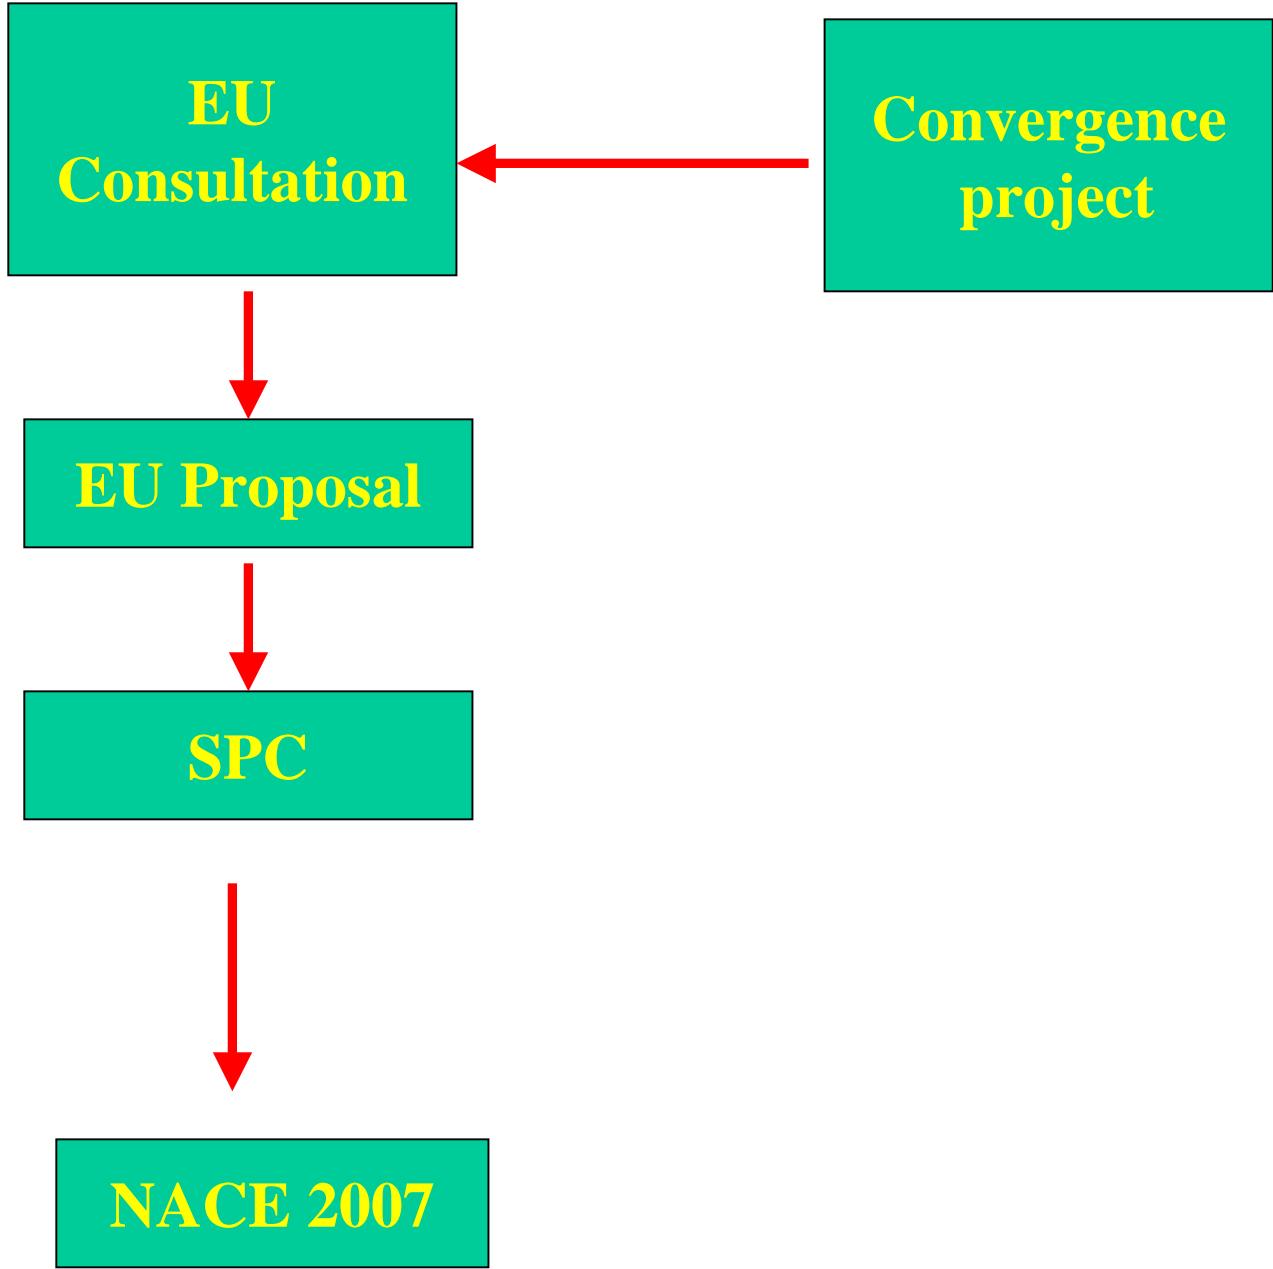 EU
Consultation
Convergence
project
EU Proposal
SPC
NACE 2007